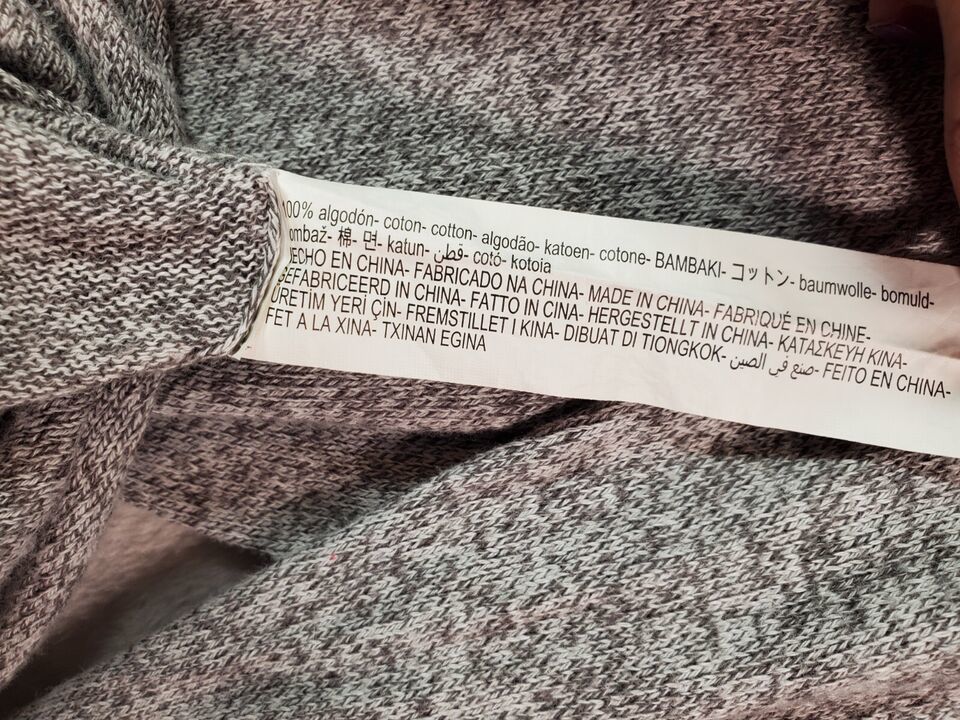 100% algodón- coton- cotton- algodão- katoen- cotone- BAMBAKI- コットン- baumwolle- bomuld-
ombaž- 棉- 면- katun- قطن- cotó- kotoia
HECHO EN CHINA- FABRICADO NA CHINA- MADE IN CHINA- FABRIQUÉ EN CHINE-
GEFABRICEERD IN CHINA- FATTO IN CINA- HERGESTELLT IN CHINA- ΚΑΤΑΣΚΕΥΗ ΚΙΝΑ-
ÜRETİM YERİ ÇİN- FREMSTILLET I KINA- DIBUAT DI TIONGKOK- صنع في الصين- FEITO EN CHINA-
FET A LA XINA- TXINAN EGINA